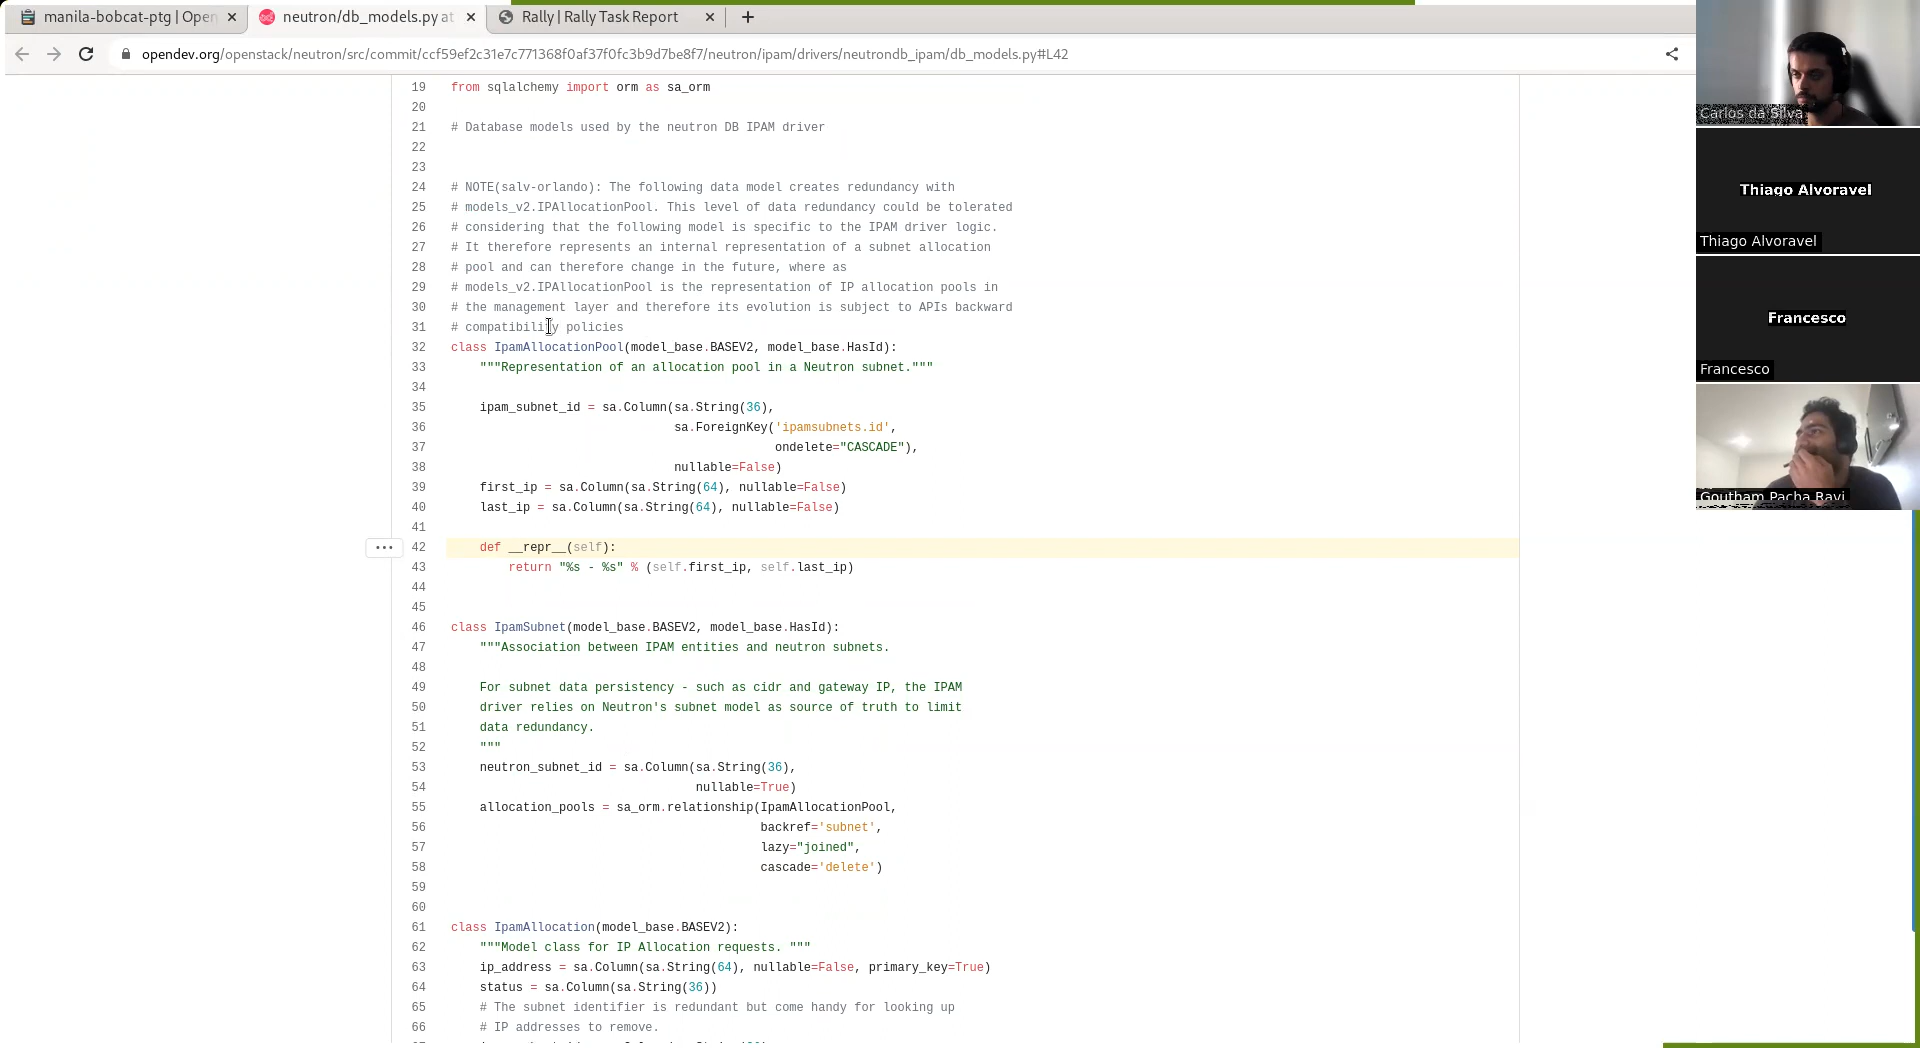 manila-bobcat-ptg | Open
neutron/db_models.py at
Rally | Rally Task Report
opendev.org/openstack/neutron/src/commit/ccf59ef2c31e7c771368f0af37f0fc3b9d7be8f7/neutron/ipam/drivers/neutrondb_ipam/db_models.py#L42
19 from sqlalchemy import orm as sa_orm
20
21 # Database models used by the neutron DB IPAM driver
22
23
24 # NOTE(salv-orlando): The following data model creates redundancy with
25 # models_v2.IPAllocationPool. This level of data redundancy could be tolerated
26 # considering that the following model is specific to the IPAM driver logic.
27 # It therefore represents an internal representation of a subnet allocation
28 # pool and can therefore change in the future, where as
29 # models_v2.IPAllocationPool is the representation of IP allocation pools in
30 # the management layer and therefore its evolution is subject to APIs backward
31 # compatibility policies
32 class IpamAllocationPool(model_base.BASEV2, model_base.HasId):
33 """Representation of an allocation pool in a Neutron subnet."""
34
35 ipam_subnet_id = sa.Column(sa.String(36),
36 sa.ForeignKey('ipamsubnets.id',
37 ondelete="CASCADE"),
38 nullable=False)
39 first_ip = sa.Column(sa.String(64), nullable=False)
40 last_ip = sa.Column(sa.String(64), nullable=False)
41
42 def __repr__(self):
43 return "%s - %s" % (self.first_ip, self.last_ip)
44
45
46 class IpamSubnet(model_base.BASEV2, model_base.HasId):
47 """Association between IPAM entities and neutron subnets.
48
49 For subnet data persistency - such as cidr and gateway IP, the IPAM
50 driver relies on Neutron's subnet model as source of truth to limit
51 data redundancy.
52 """
53 neutron_subnet_id = sa.Column(sa.String(36),
54 nullable=True)
55 allocation_pools = sa_orm.relationship(IpamAllocationPool,
56 backref='subnet',
57 lazy="joined",
58 cascade='delete')
59
60
61 class IpamAllocation(model_base.BASEV2):
62 """Model class for IP Allocation requests. """
63 ip_address = sa.Column(sa.String(64), nullable=False, primary_key=True)
64 status = sa.Column(sa.String(36))
65 # The subnet identifier is redundant but come handy for looking up
66 # IP addresses to remove.
Carlos da Silva
Thiago Alvoravel
Thiago Alvoravel
Francesco
Francesco
Goutham Pacha Ravi